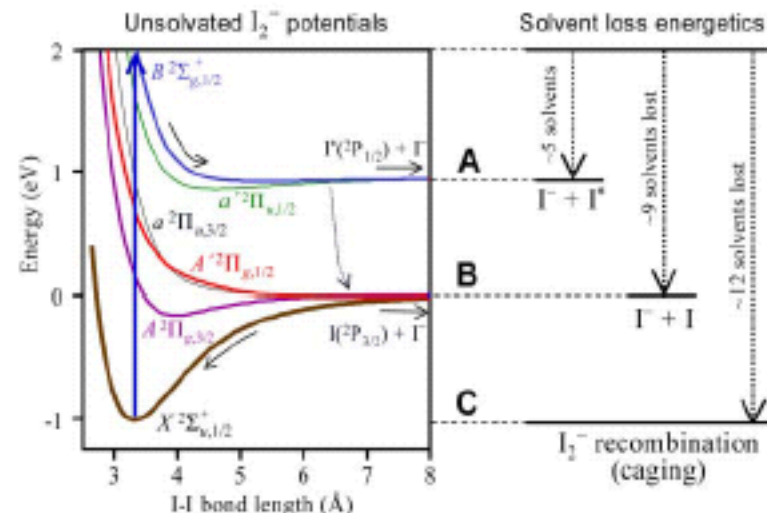 Unsolvated I₂⁻ potentials
Solvent loss energetics
2
1
0
-1
Energy (eV)
3 4 5 6 7 8
I-I bond length (Å)
B ²Σ⁺g,1/2
I*(²P1/2) + I⁻
a´ ²Πu,1/2
a ²Πu,3/2
A´ ²Πg,1/2
A ²Πg,3/2
I(²P3/2) + I⁻
X ²Σ⁺u,1/2
A
B
C
~5 solvents
I⁻ + I*
~9 solvents lost
I⁻ + I
~12 solvents lost
I₂⁻ recombination
(caging)